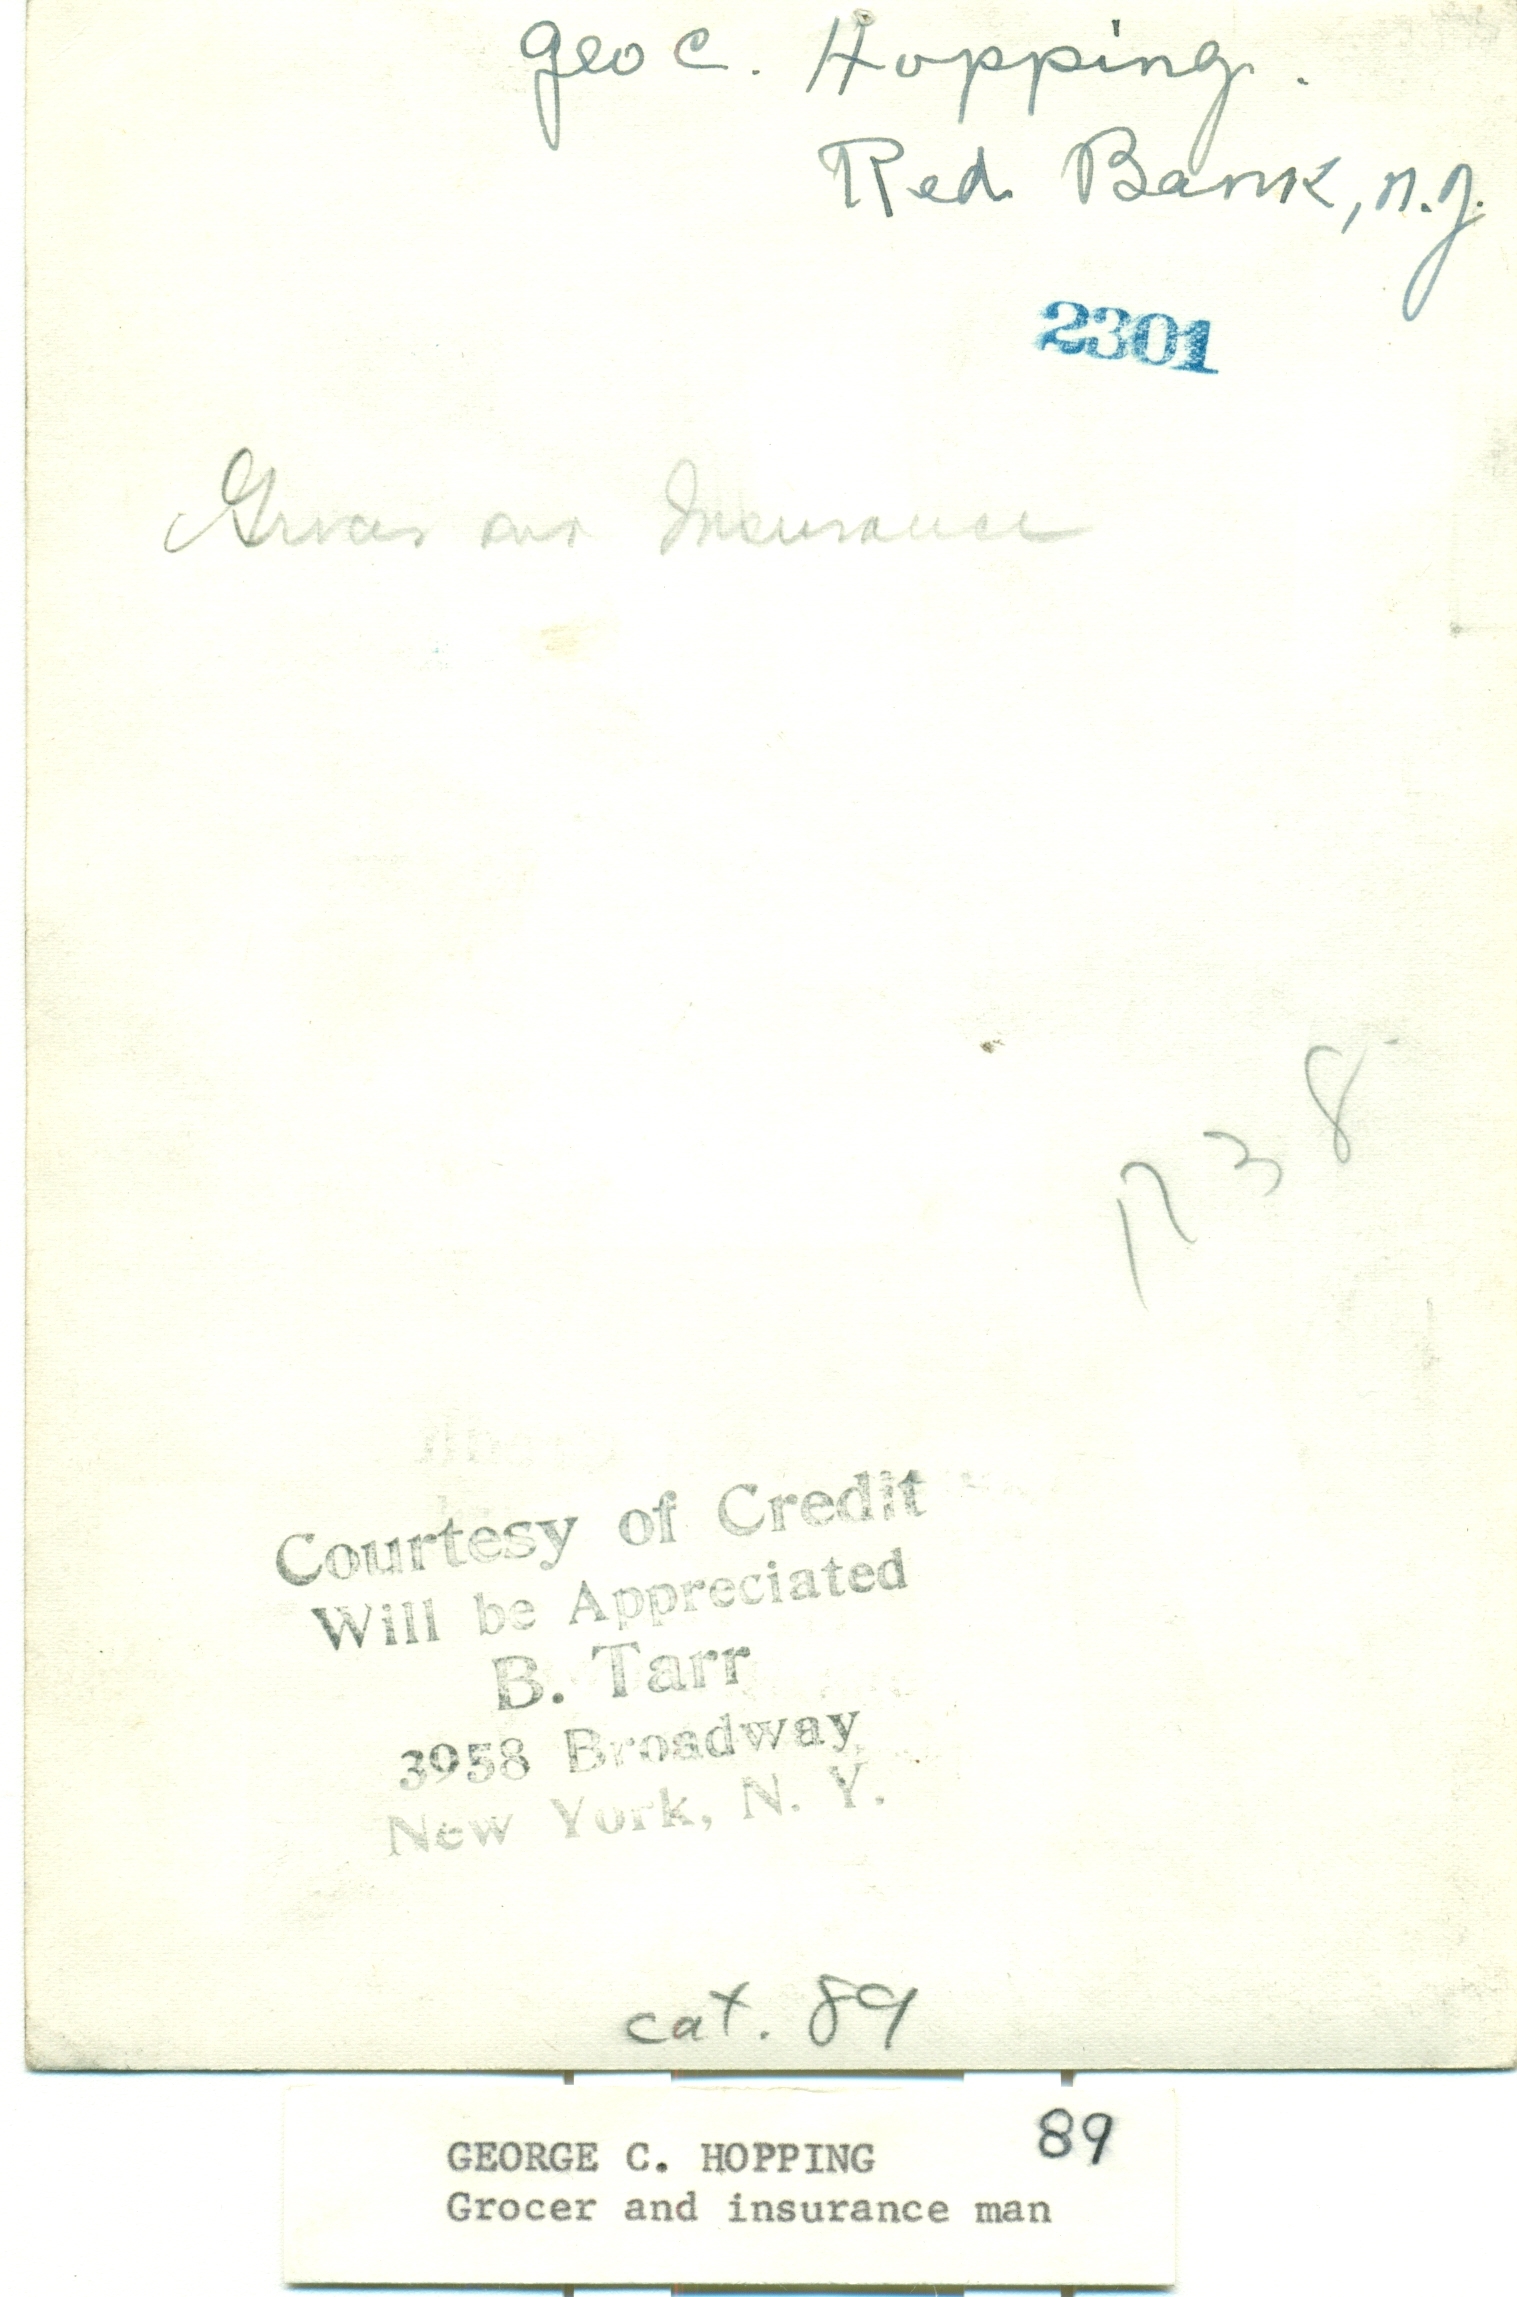 Geo C. Hopping.
Red Bank, N.J.
2301
Grocer and Insurance
R38
Courtesy of Credit
Will be Appreciated
B. Tarr
3958 Broadway
New York, N. Y.
cat. 89
89
GEORGE C. HOPPING
Grocer and insurance man